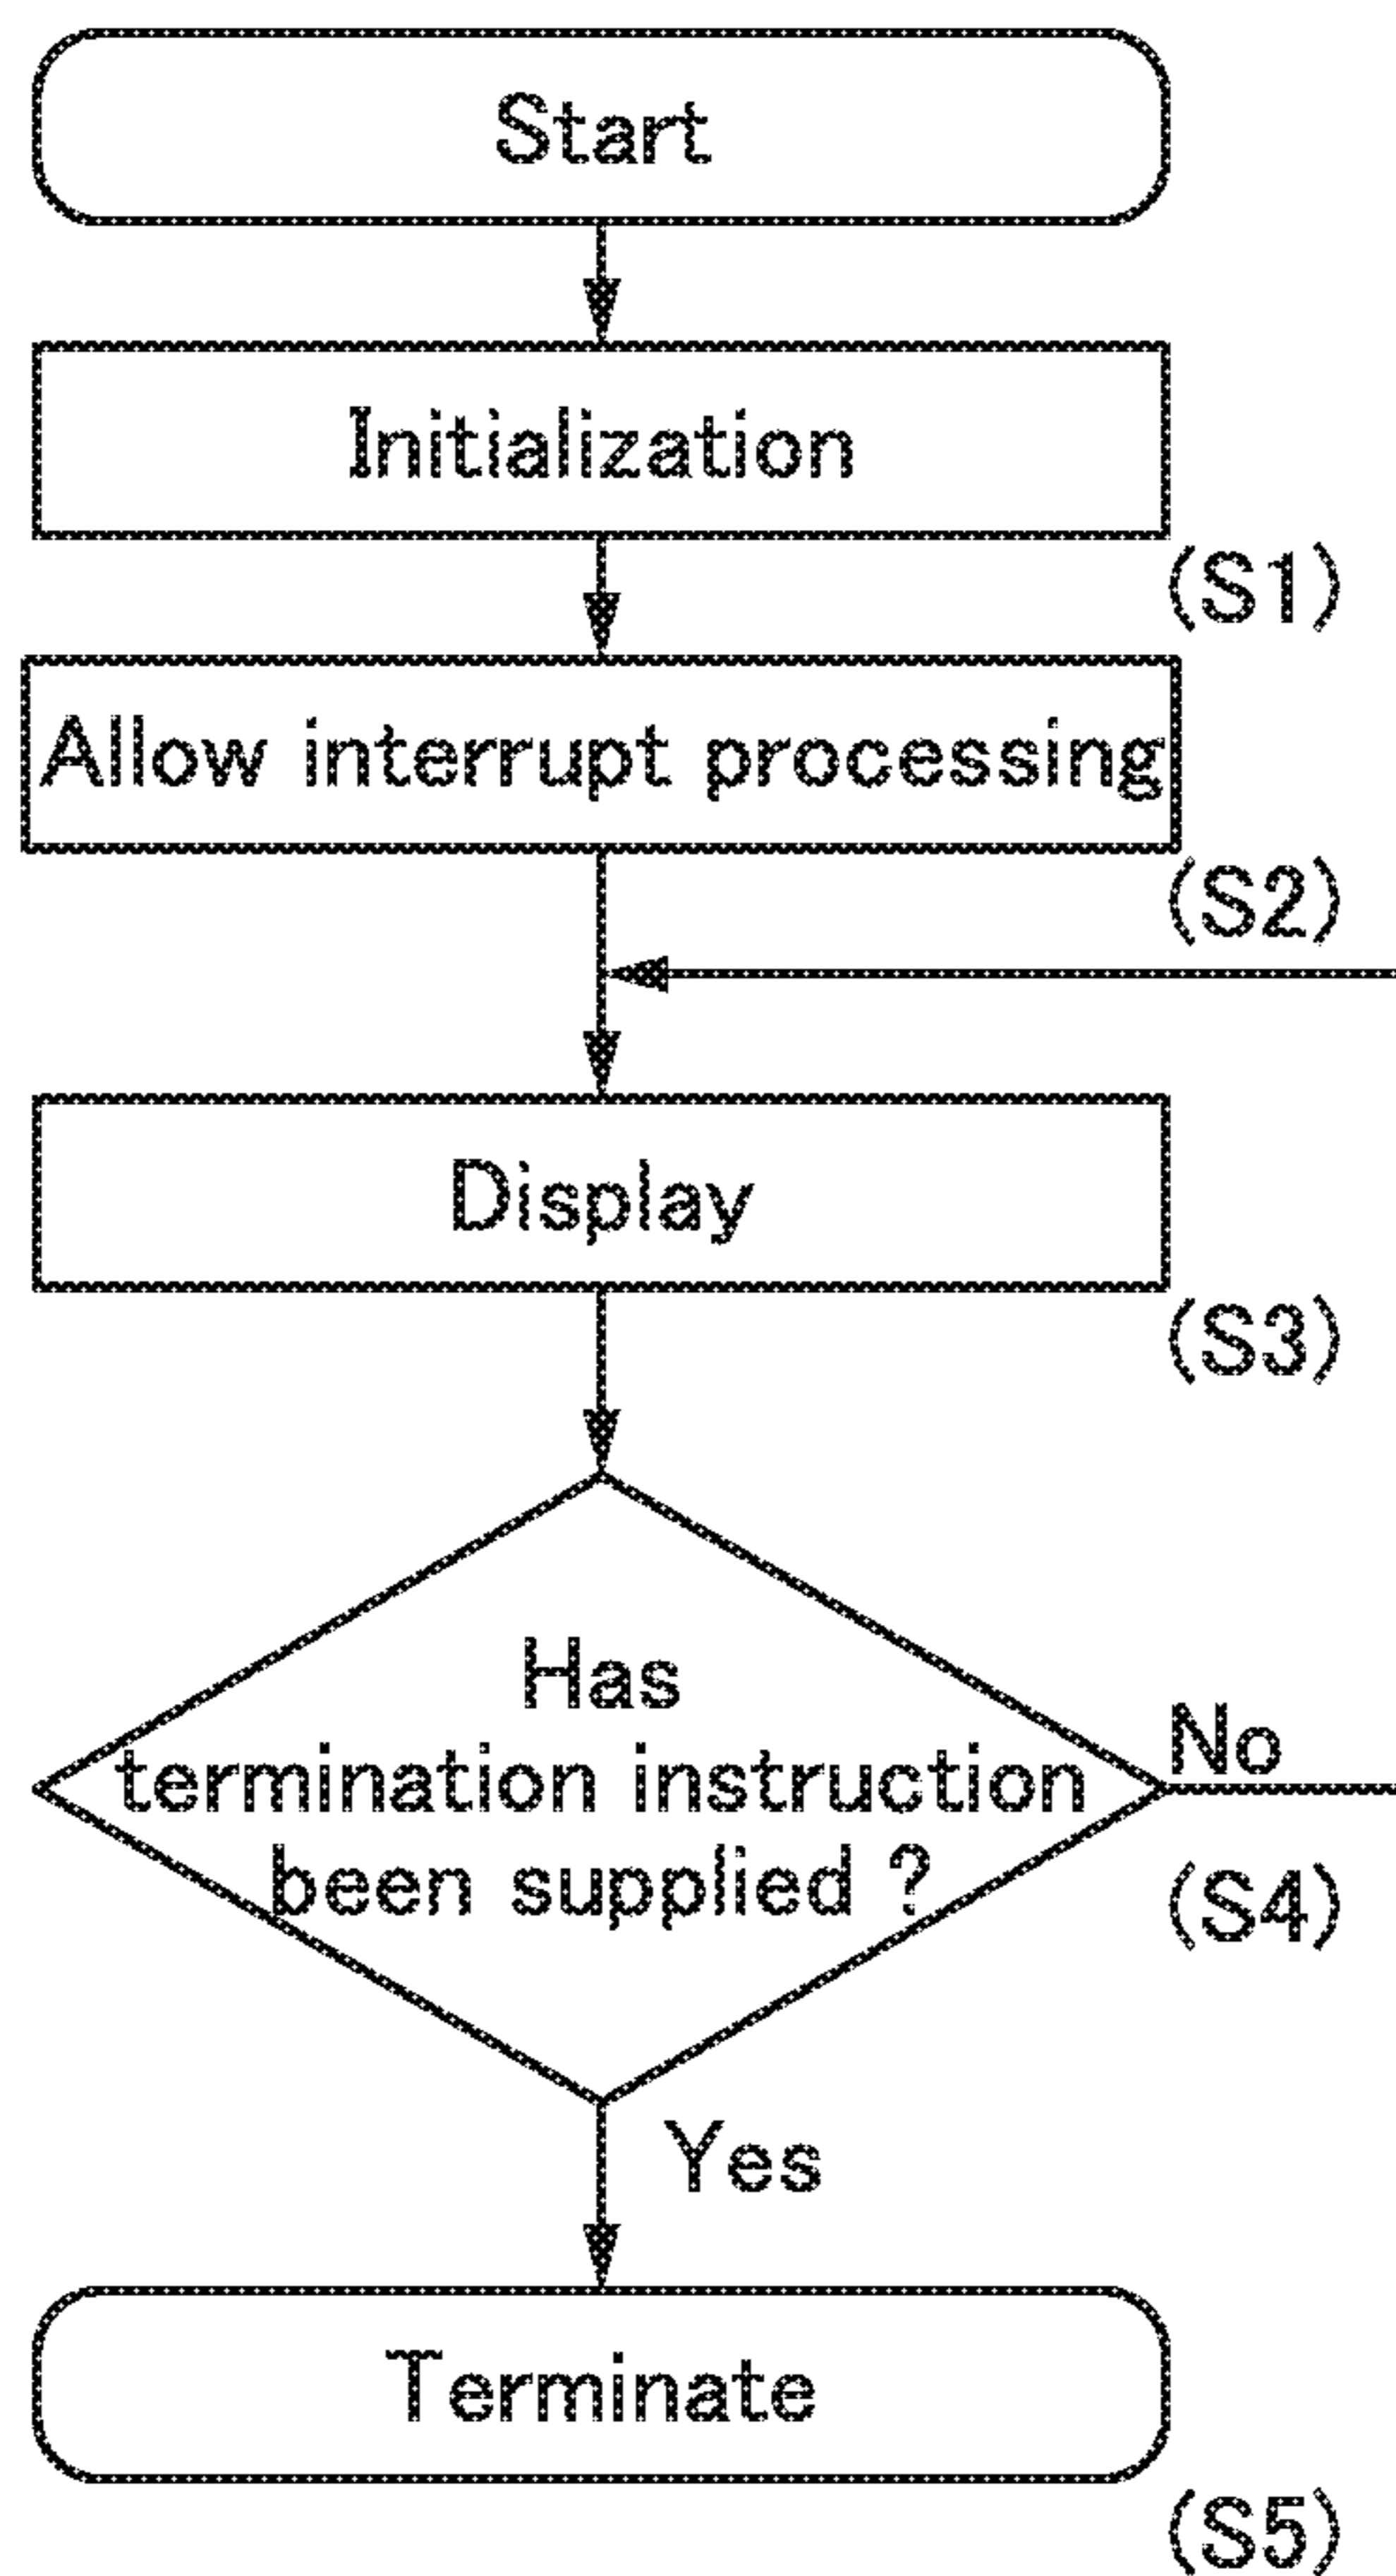 Start
Initialization
(S1)
Allow interrupt processing
(S2)
Display
(S3)
Has
termination instruction
been supplied ?
No
(S4)
Yes
Terminate
(S5)